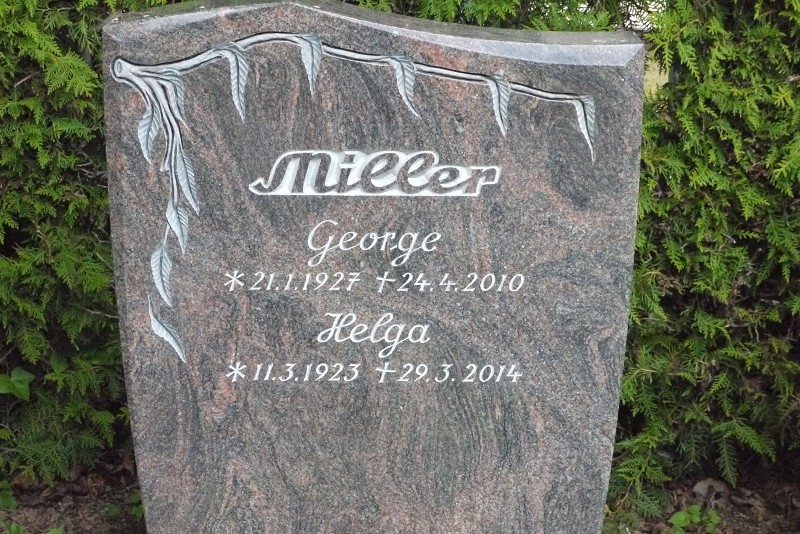 Miller
George
*21.1.1927 †24.4.2010
Helga
*11.3.1923 †29.3.2014